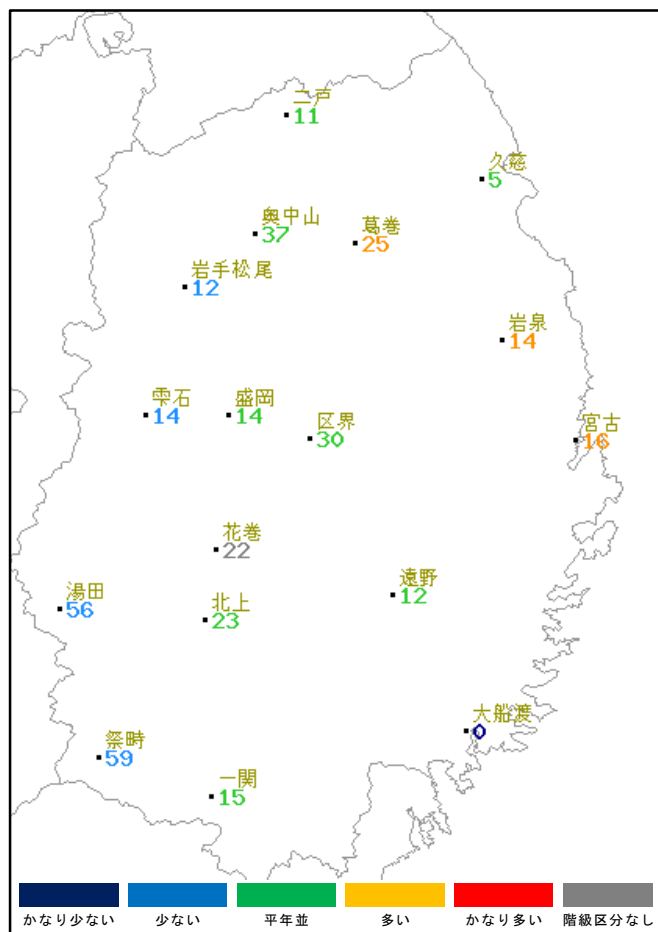 二戸
11
久慈
5
奥中山
37
葛巻
25
岩手松尾
12
岩泉
14
雫石
14
盛岡
14
区界
30
宮古
16
花巻
22
湯田
56
北上
23
遠野
12
大船渡
0
祭畤
59
一関
15
かなり少ない 少ない 平年並 多い かなり多い 階級区分なし